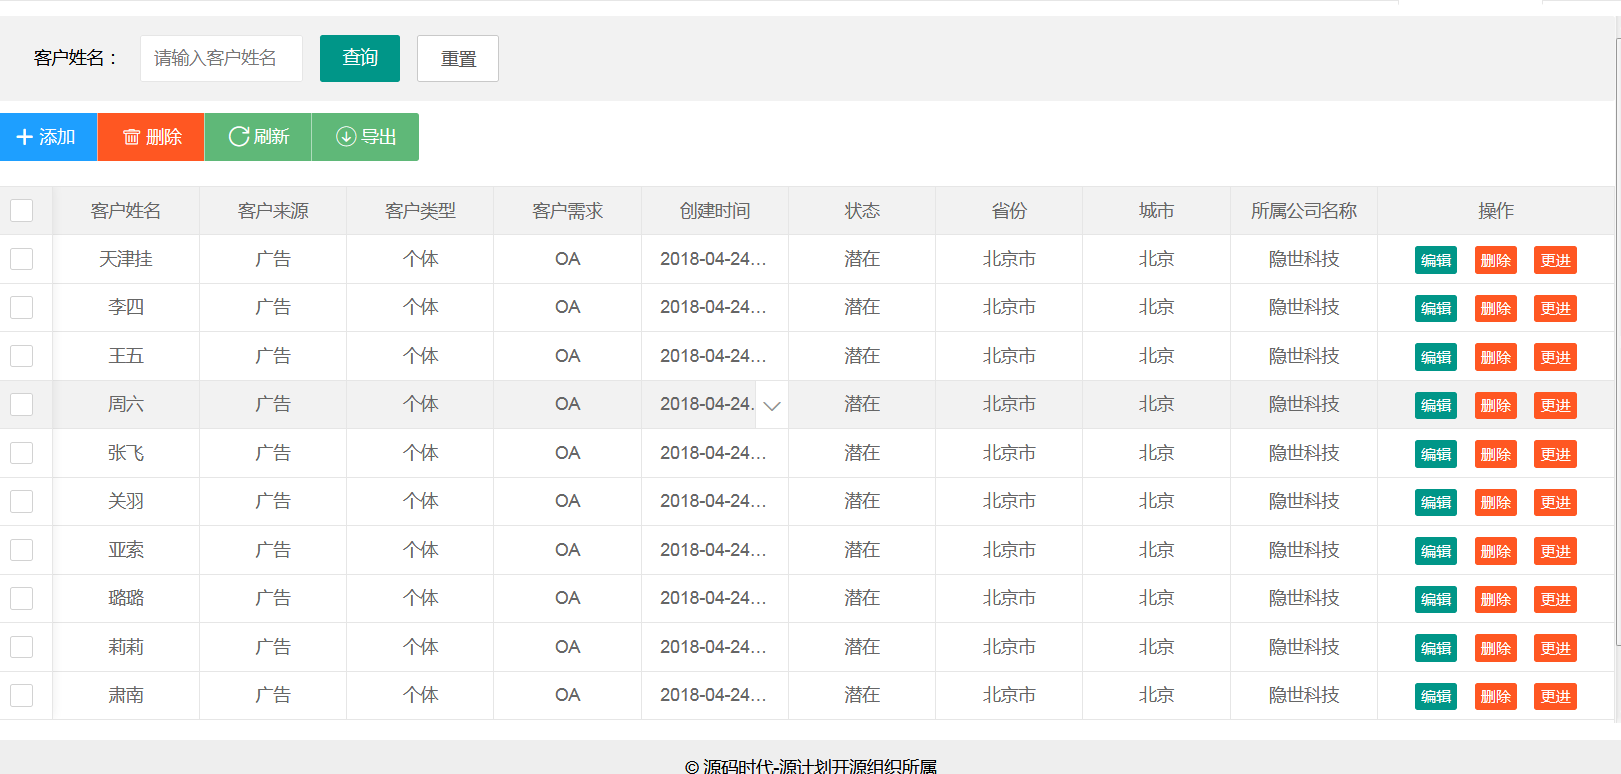 客户姓名： 请输入客户姓名 查询 重置
添加 删除 刷新 导出
客户姓名 客户来源 客户类型 客户需求 创建时间 状态 省份 城市 所属公司名称 操作
天津挂 广告 个体 OA 2018-04-24... 潜在 北京市 北京 隐世科技 编辑 删除 更进
李四 广告 个体 OA 2018-04-24... 潜在 北京市 北京 隐世科技 编辑 删除 更进
王五 广告 个体 OA 2018-04-24... 潜在 北京市 北京 隐世科技 编辑 删除 更进
周六 广告 个体 OA 2018-04-24. 潜在 北京市 北京 隐世科技 编辑 删除 更进
张飞 广告 个体 OA 2018-04-24... 潜在 北京市 北京 隐世科技 编辑 删除 更进
关羽 广告 个体 OA 2018-04-24... 潜在 北京市 北京 隐世科技 编辑 删除 更进
亚索 广告 个体 OA 2018-04-24... 潜在 北京市 北京 隐世科技 编辑 删除 更进
璐璐 广告 个体 OA 2018-04-24... 潜在 北京市 北京 隐世科技 编辑 删除 更进
莉莉 广告 个体 OA 2018-04-24... 潜在 北京市 北京 隐世科技 编辑 删除 更进
肃南 广告 个体 OA 2018-04-24... 潜在 北京市 北京 隐世科技 编辑 删除 更进
© 源码时代-源计划开源组织所属